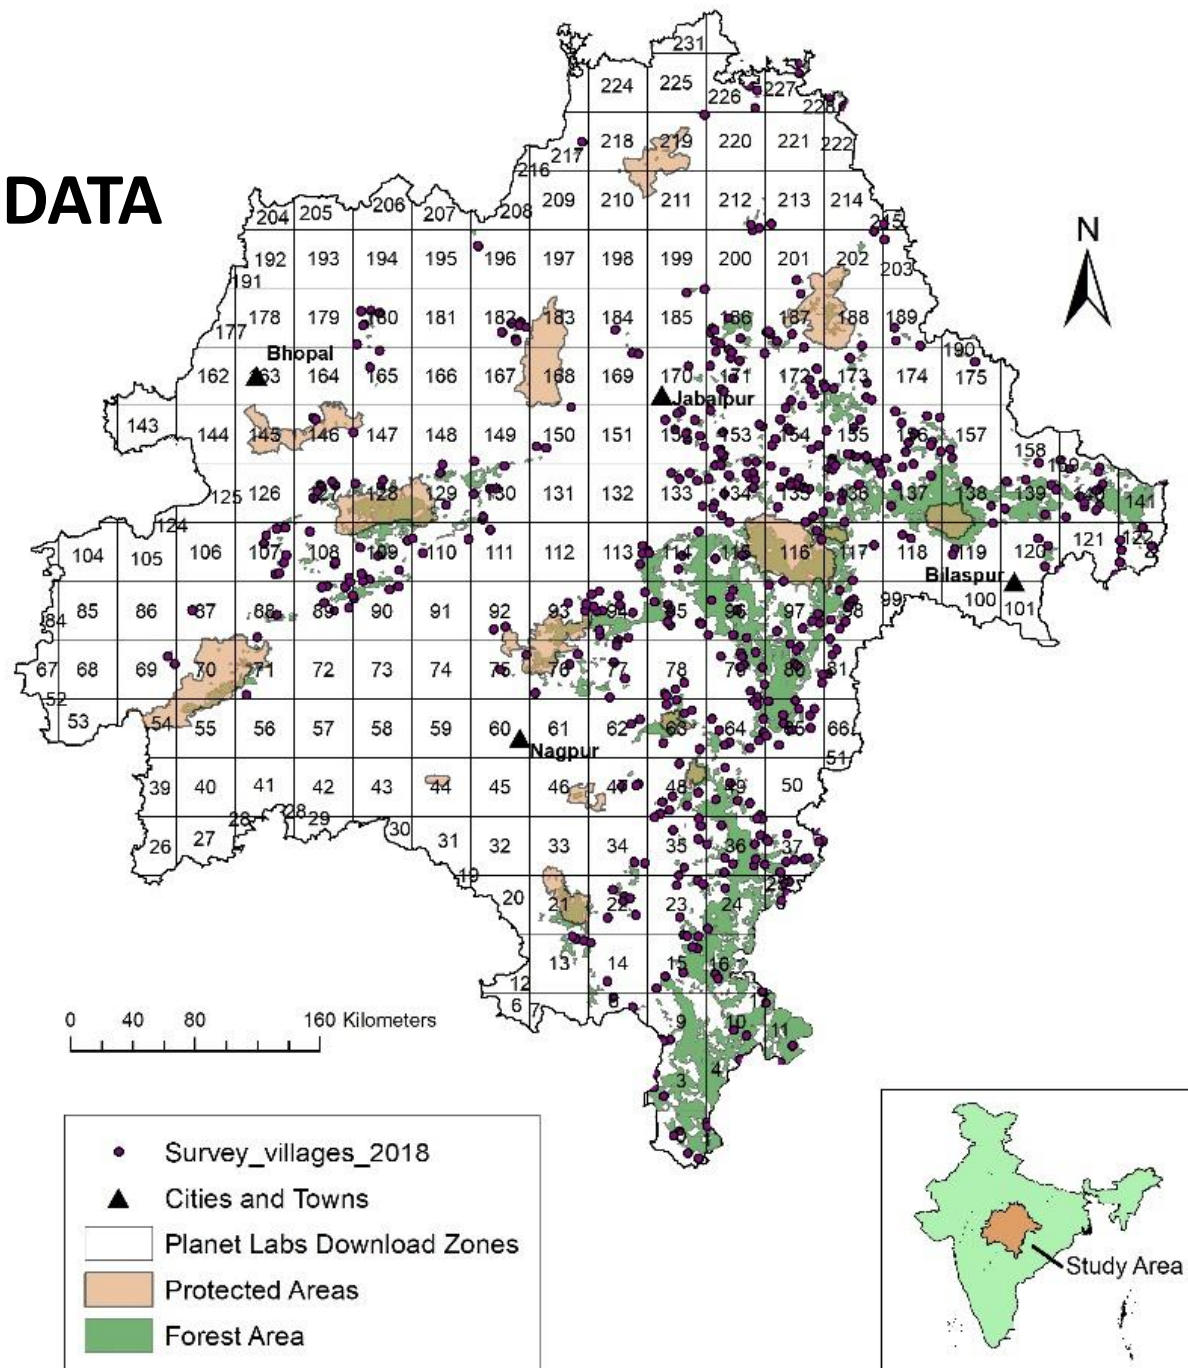 231
224 225 226 227
228
217 218 219 220 221 222
216
DATA
209 210 211 212 213 214
204 205 206 207 208 215
N
192 193 194 195 196 197 198 199 200 201 202 203
191
178 179 180 181 182 183 184 185 186 187 188 189
177
190
Bhopal
162 163 164 165 166 167 168 169 170 171 172 173 174 175
Jabalpur
143 144 145 146 147 148 149 150 151 152 153 154 155 156 157
158
159
125 126 127 128 129 130 131 132 133 134 135 136 137 138 139 140 141
124
104 105 106 107 108 109 110 111 112 113 114 115 116 117 118 119 120 121 122
Bilaspur
84 85 86 87 88 89 90 91 92 93 94 95 96 97 98 99 100 101
67 68 69 70 71 72 73 74 75 76 77 78 79 80 81
52
53 54 55 56 57 58 59 60 61 62 63 64 65 66
Nagpur
51
39 40 41 42 43 44 45 46 47 48 49 50
28 28 29
26 27 30 31 32 33 34 35 36 37
19
20 21 22 23 24 25
12 13 14 15 16
6 7 8 9 10 11
3 4
0 40 80 160 Kilometers
Survey_villages_2018
Cities and Towns
Planet Labs Download Zones
Protected Areas
Forest Area
Study Area